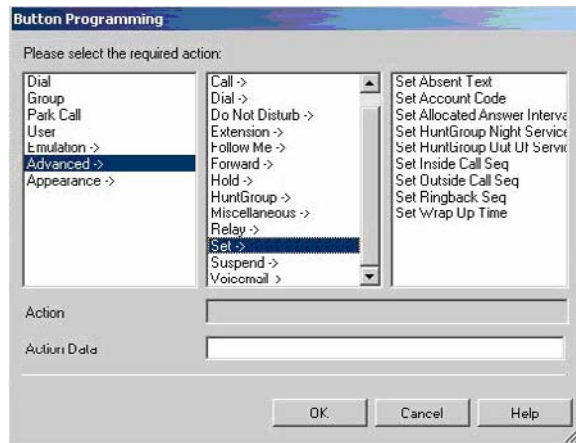 Button Programming
Please select the required action:
Dial
Group
Park Call
User
Emulation ->
Advanced ->
Appearance ->
Call ->
Dial ->
Do Not Disturb ->
Extension ->
Follow Me ->
Forward ->
Hold ->
HuntGroup ->
Miscellaneous ->
Relay ->
Set ->
Suspend ->
Voicemail ->
Set Absent Text
Set Account Code
Set Allocated Answer Interva
Set HuntGroup Night Service
Set HuntGroup Out Of Servic
Set Inside Call Seq
Set Outside Call Seq
Set Ringback Seq
Set Wrap Up Time
Action
Action Data
OK
Cancel
Help